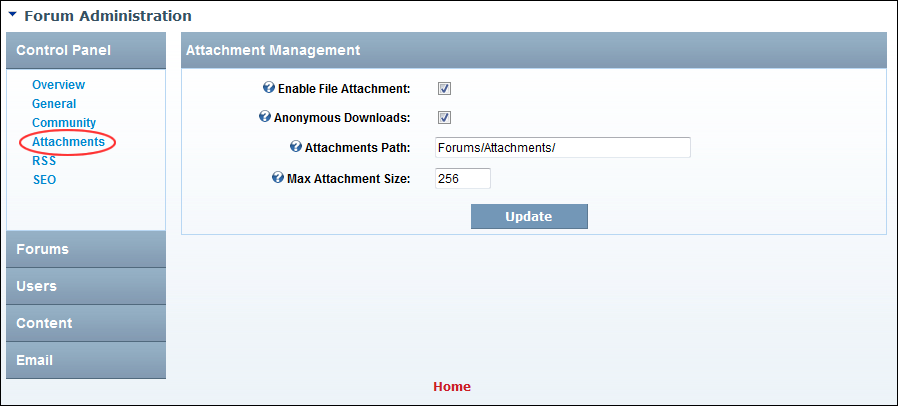 Forum Administration
Control Panel
Overview
General
Community
Attachments
RSS
SEO
Forums
Users
Content
Email
Attachment Management
Enable File Attachment:
Anonymous Downloads:
Attachments Path: Forums/Attachments/
Max Attachment Size: 256
Update
Home